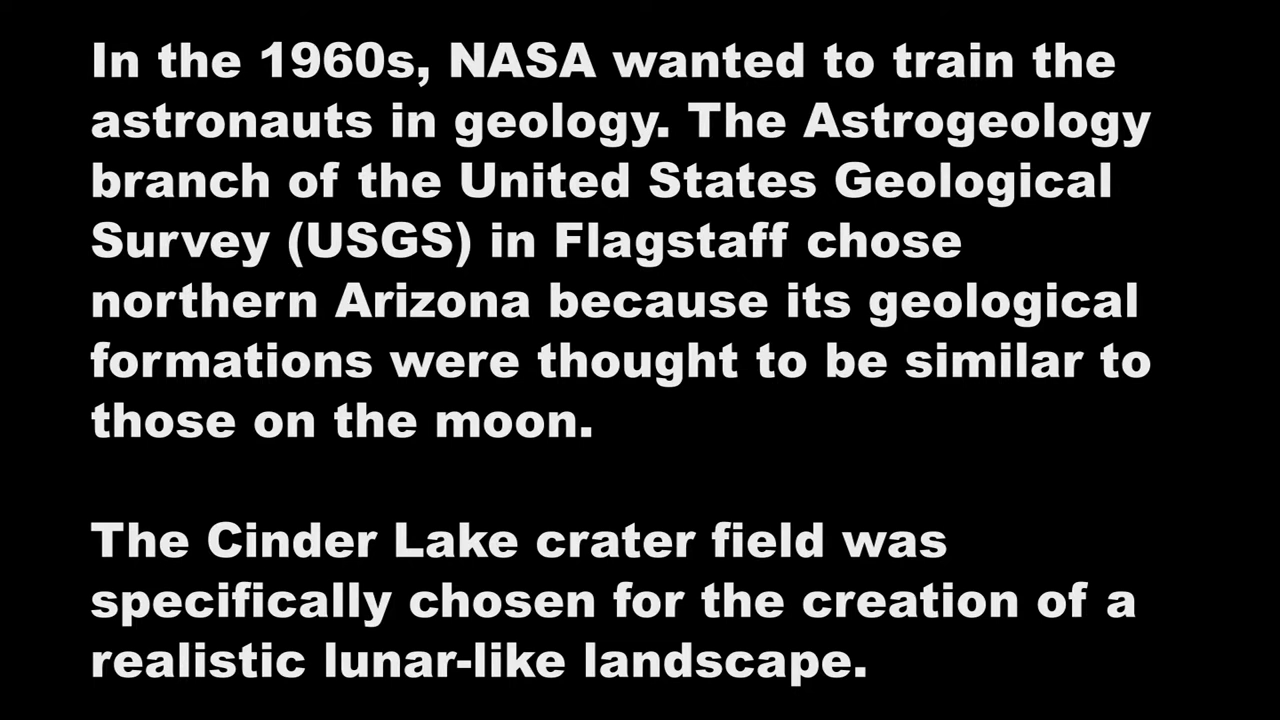 In the 1960s, NASA wanted to train the
astronauts in geology. The Astrogeology
branch of the United States Geological
Survey (USGS) in Flagstaff chose
northern Arizona because its geological
formations were thought to be similar to
those on the moon.
The Cinder Lake crater field was
specifically chosen for the creation of a
realistic lunar-like landscape.